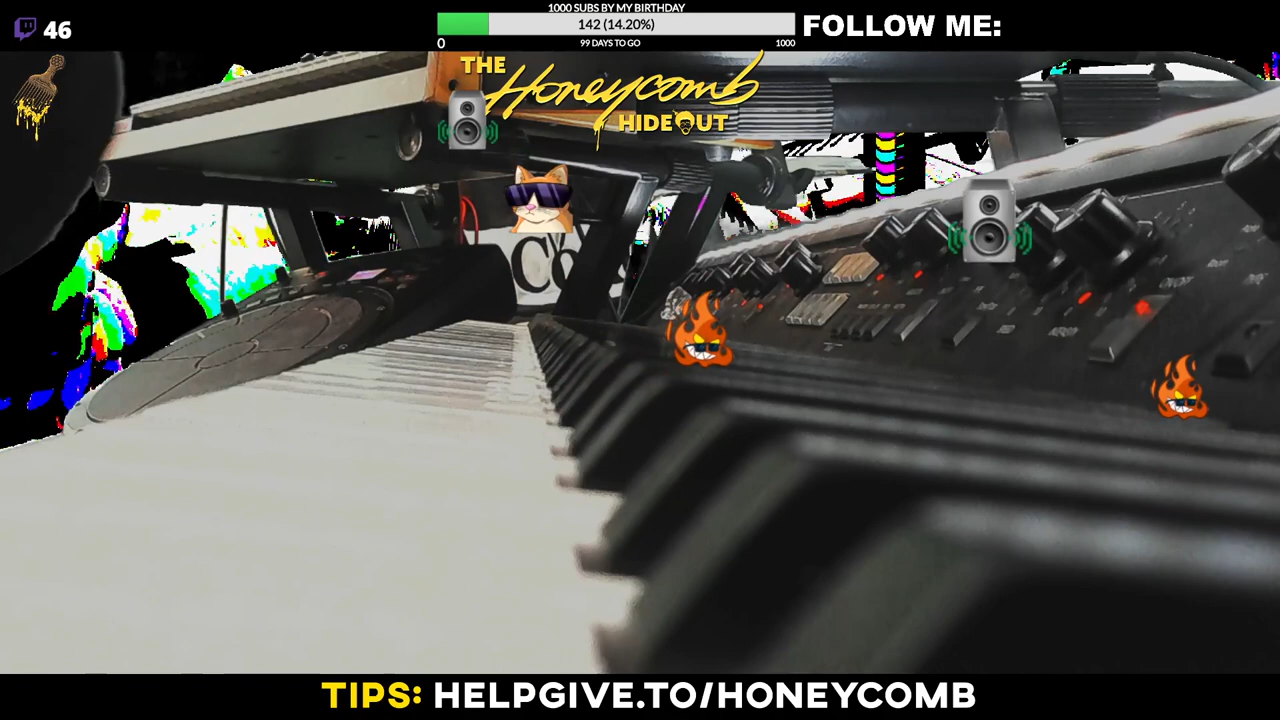 46
1000 SUBS BY MY BIRTHDAY
142 (14.20%)
0
99 DAYS TO GO
1000
FOLLOW ME:
THE
Honeycomb
HIDEOUT
TIPS: HELPGIVE.TO/HONEYCOMB